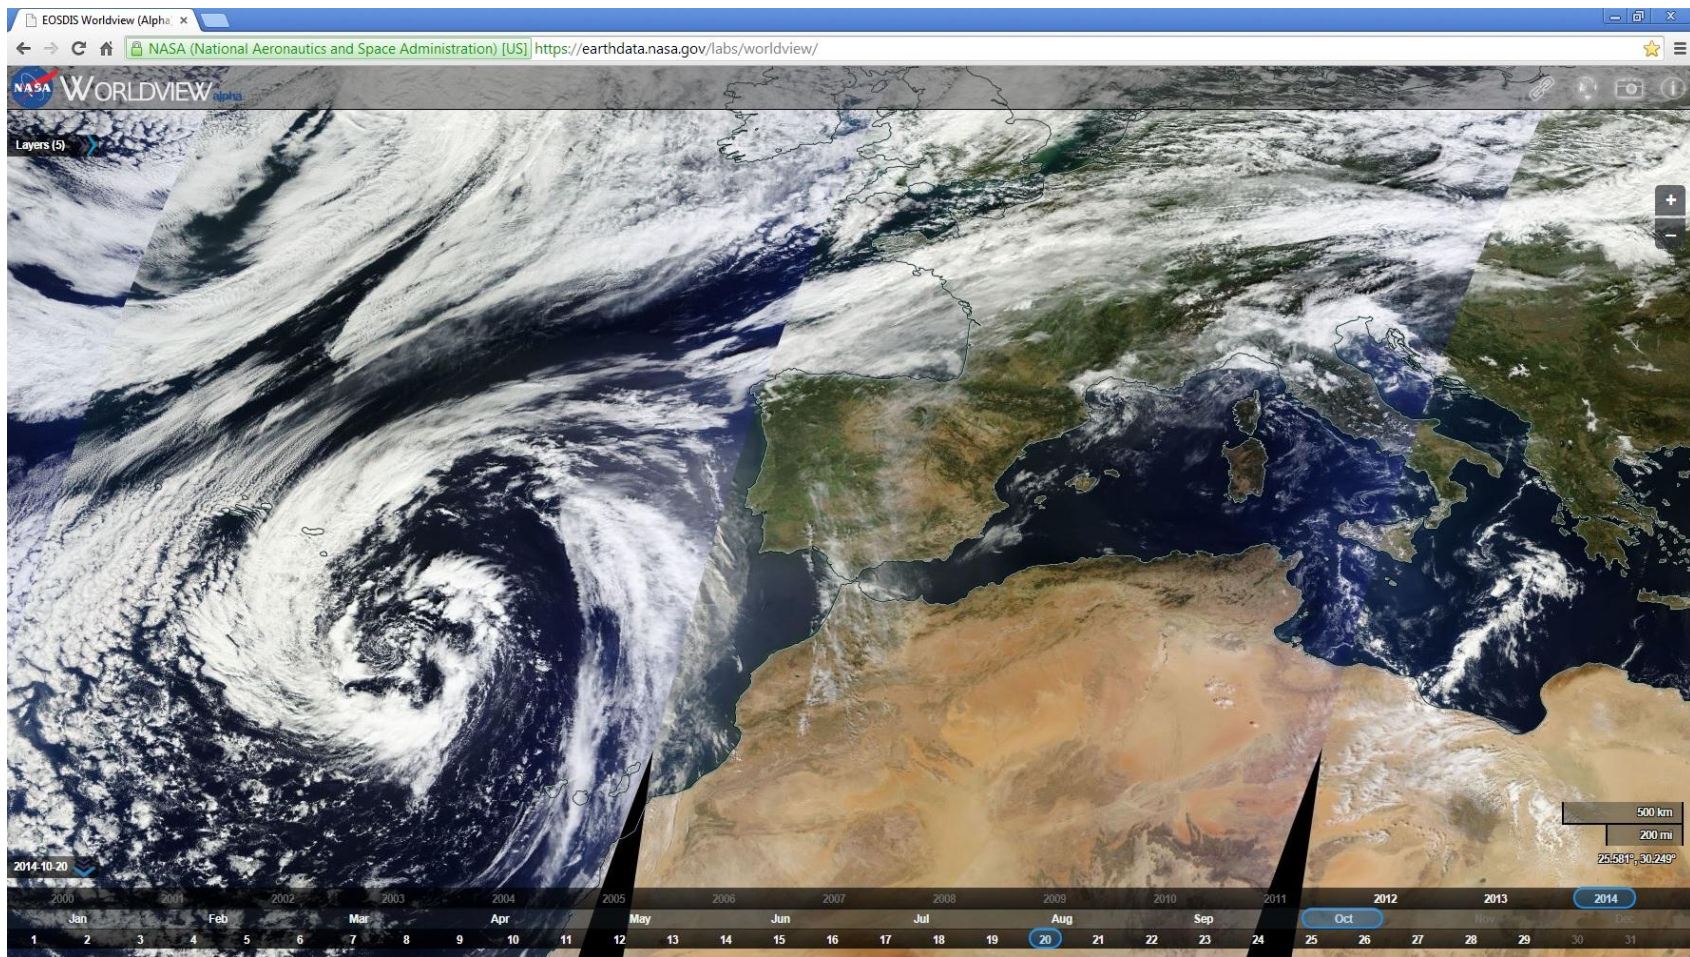 EOSDIS Worldview (Alpha
NASA (National Aeronautics and Space Administration) [US] https://earthdata.nasa.gov/labs/worldview/
NASA WORLDVIEW alpha
Layers (5)
+
−
500 km
200 mi
25.581°, 30.249°
2014-10-20
2000 2001 2002 2003 2004 2005 2006 2007 2008 2009 2010 2011 2012 2013 2014
Jan Feb Mar Apr May Jun Jul Aug Sep Oct Nov Dec
1 2 3 4 5 6 7 8 9 10 11 12 13 14 15 16 17 18 19 20 21 22 23 24 25 26 27 28 29 30 31